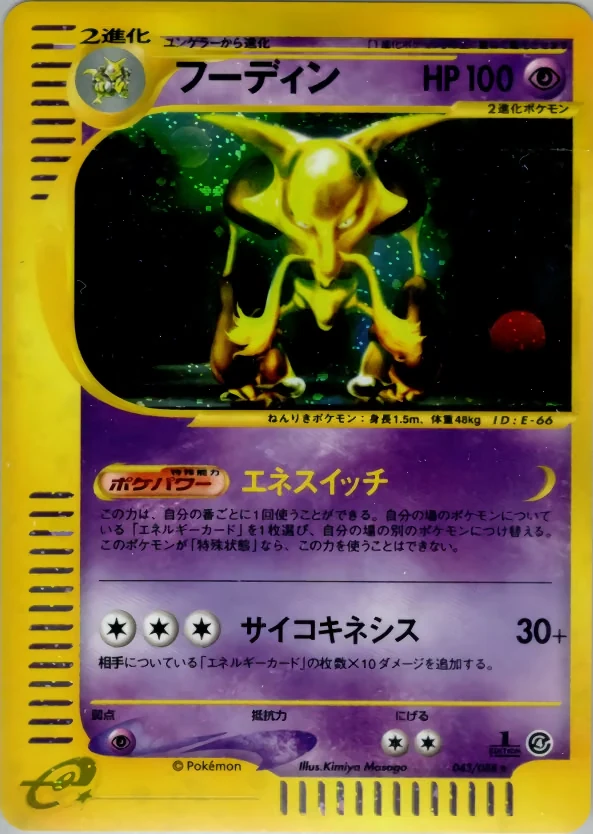 2進化
ユンゲラーから進化
フーディン HP100
2進化ポケモン
ねんりきポケモン：身長1.5m、体重48kg ID:E-66
特殊能力
ポケパワー エネスイッチ
この力は、自分の番ごとに1回使うことができる。自分の場のポケモンについて
いる「エネルギーカード」を1枚選び、自分の場の別のポケモンにつけ替える。
このポケモンが「特殊状態」なら、この力を使うことはできない。
サイコキネシス 30+
相手についている「エネルギーカード」の枚数×10ダメージを追加する。
弱点 抵抗力 にげる
1
EDITION
© Pokémon Illus.Kimiya Masago 043/088 ★
e